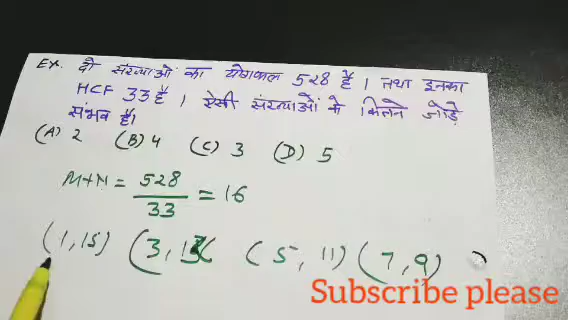 Ex. दो संख्याओं का योगफल 528 है। तथा इनका
HCF 33 है, ऐसी संख्याओं के कितने जोड़े
संभव है।
(A) 2 (B) 4 (C) 3 (D) 5
M+N = 528/33 = 16
(1,15) (3,13) (5,11) (7,9)
Subscribe please